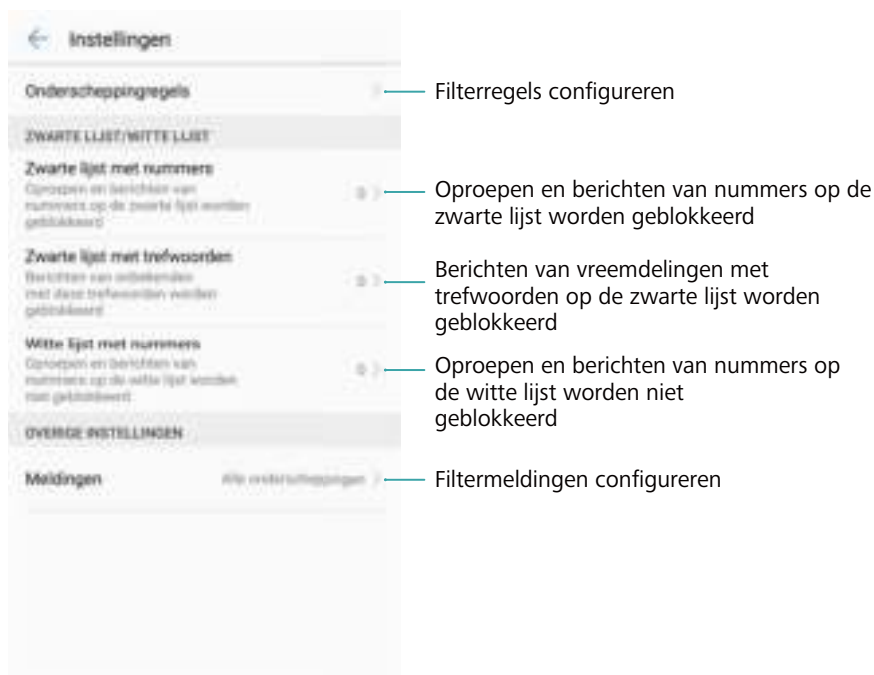 Instellingen
Onderscheppingregels
Filterregels configureren
ZWARTE LIJST/WITTE LIJST
Zwarte lijst met nummers
Oproepen en berichten van
nummers op de zwarte lijst worden
geblokkeerd
0
Oproepen en berichten van nummers op de
zwarte lijst worden geblokkeerd
Zwarte lijst met trefwoorden
Berichten van onbekenden
met deze trefwoorden worden
geblokkeerd
0
Berichten van vreemdelingen met
trefwoorden op de zwarte lijst worden
geblokkeerd
Witte lijst met nummers
Oproepen en berichten van
nummers op de witte lijst worden
niet geblokkeerd
0
Oproepen en berichten van nummers op
de witte lijst worden niet
geblokkeerd
OVERIGE INSTELLINGEN
Meldingen
Alle onderscheppingen
Filtermeldingen configureren